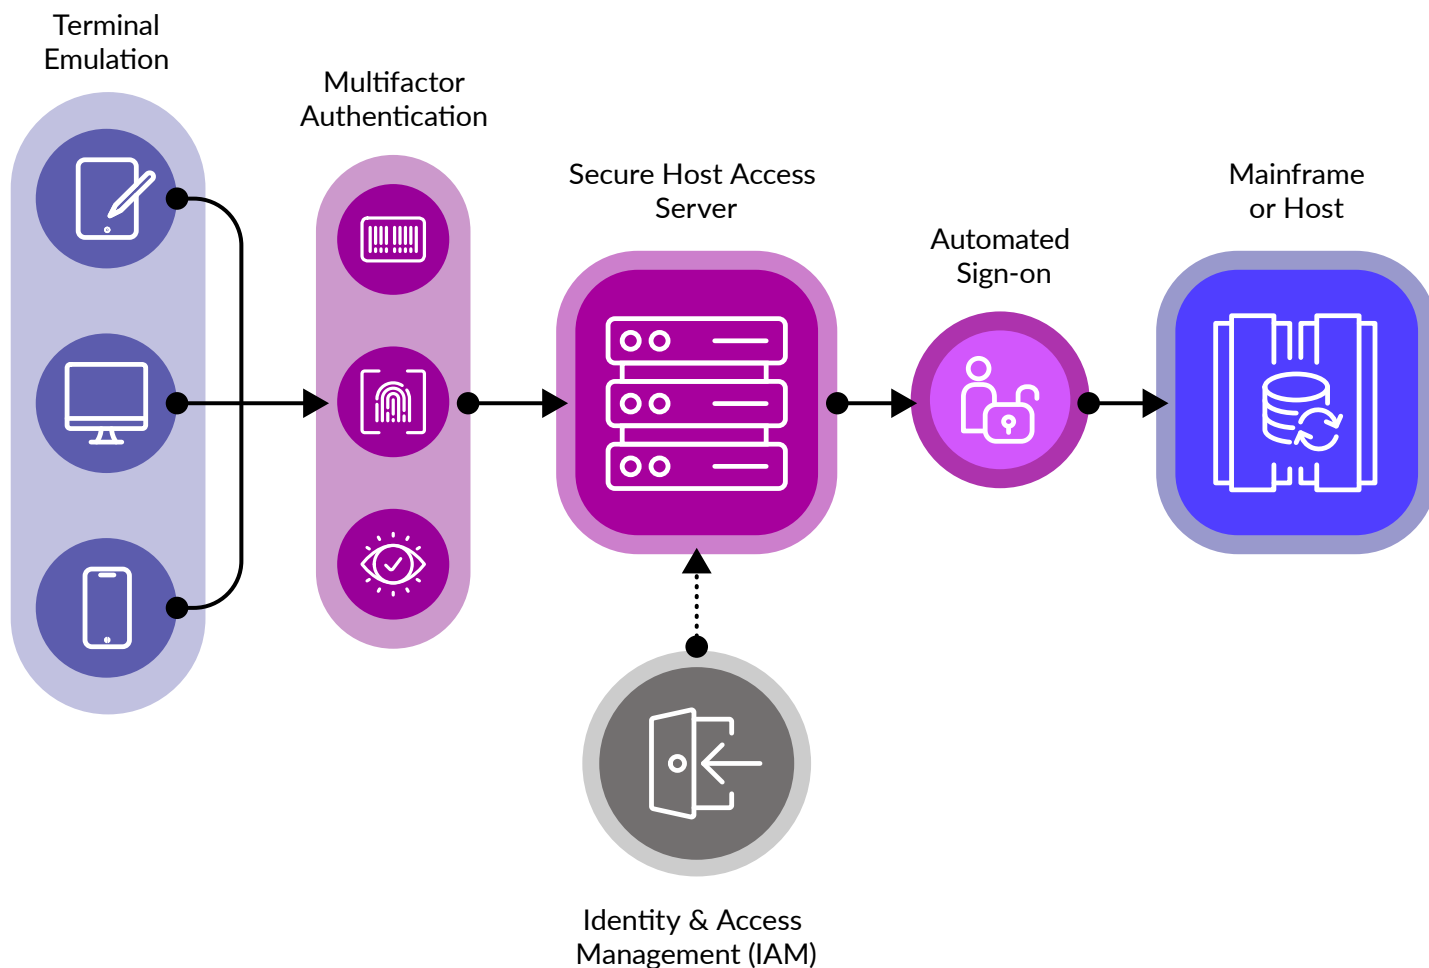 Terminal
Emulation
Multifactor
Authentication
Secure Host Access
Server
Automated
Sign-on
Mainframe
or Host
Identity & Access
Management (IAM)